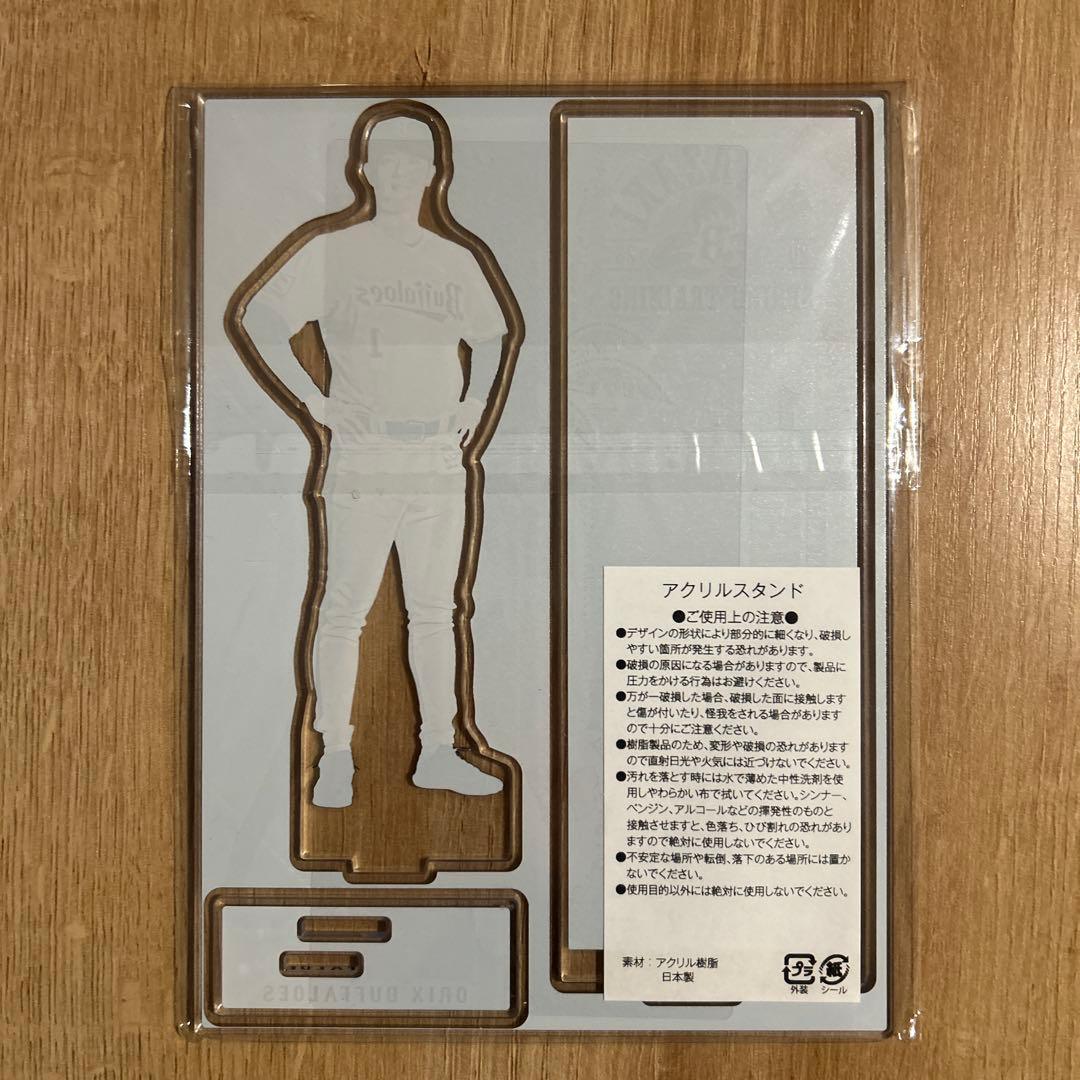 Buffaloes
1
アクリルスタンド
●ご使用上の注意●
●デザインの形状により部分的に細くなり、破損し
やすい箇所が発生する恐れがあります。
●破損の原因になる場合がありますので、製品に
圧力をかける行為はお避けください。
●万が一破損した場合、破損した面に接触します
と傷が付いたり、怪我をされる場合があります
ので十分にご注意ください。
●樹脂製品のため、変形や破損の恐れがあります
ので直射日光や火気には近づけないでください。
●汚れを落とす時には水で薄めた中性洗剤を使
用しやわらかい布で拭いてください。シンナー、
ベンジン、アルコールなどの揮発性のものと
接触させますと、色落ち、ひび割れの恐れがあり
ますので絶対に使用しないでください。
●不安定な場所や転倒、落下のある場所には置か
ないでください。
●使用目的以外には絶対に使用しないでください。
素材：アクリル樹脂
日本製
プラ
外装
紙
シール
ORIX BUFFALOES